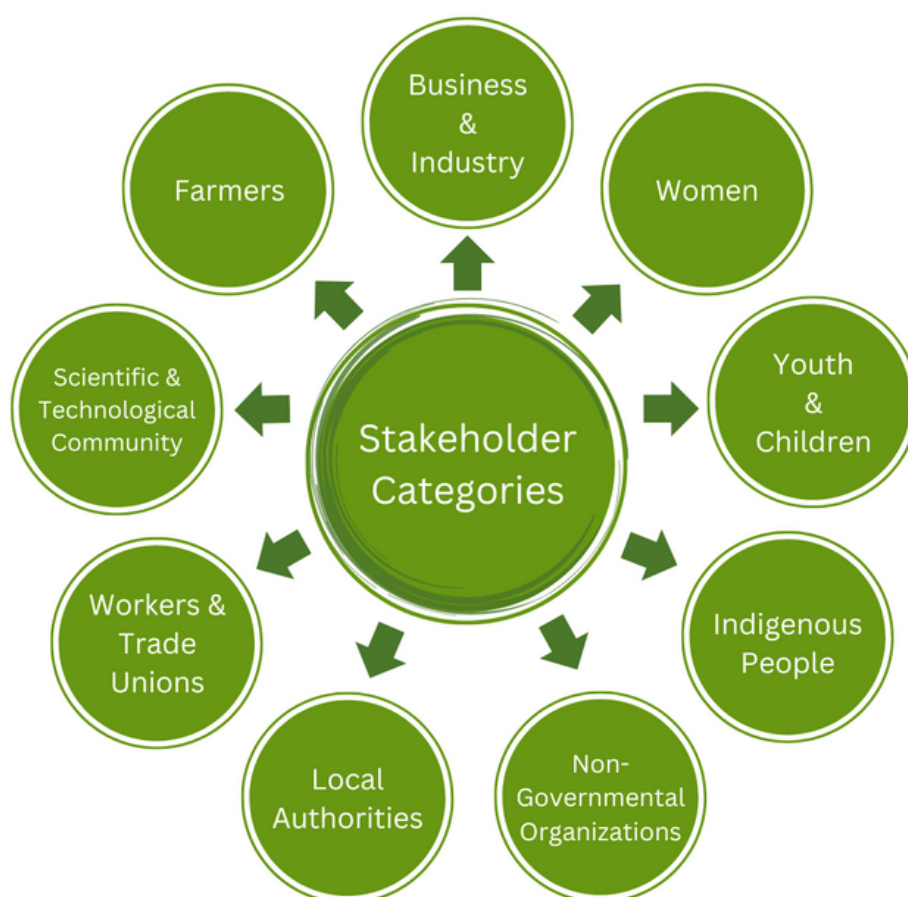 Business
&
Industry
Women
Youth
&
Children
Indigenous
People
Non-
Governmental
Organizations
Local
Authorities
Workers &
Trade
Unions
Scientific &
Technological
Community
Farmers
Stakeholder
Categories